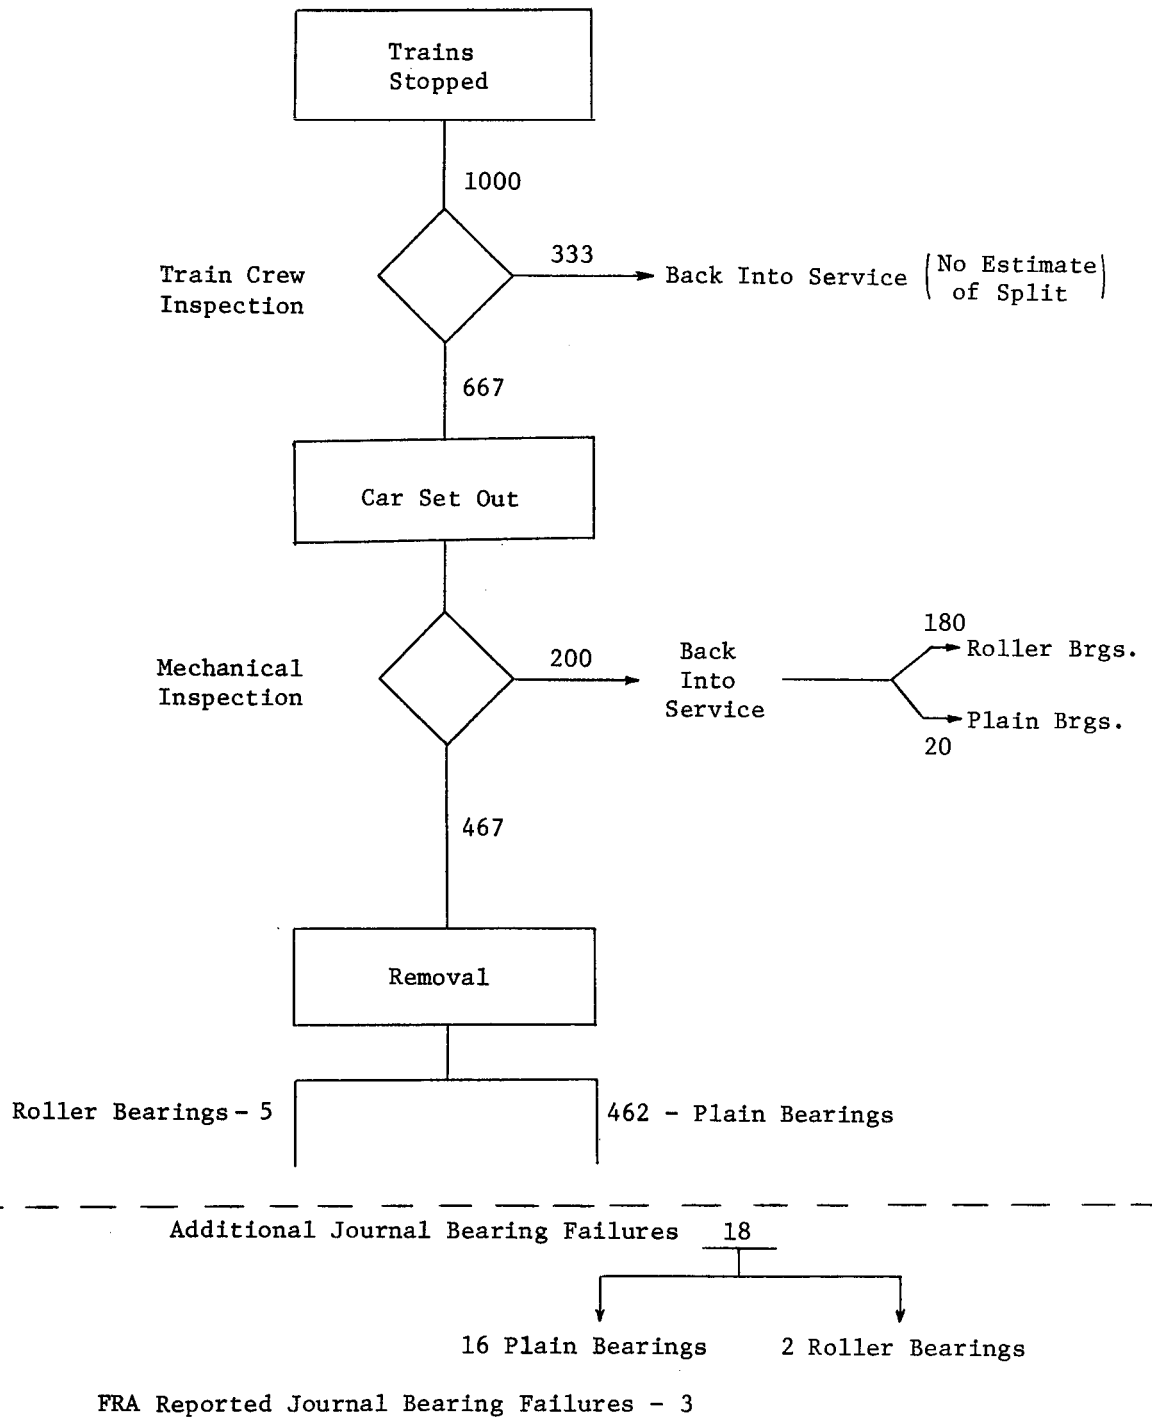 Trains
Stopped
1000
333
Train Crew
Inspection
Back Into Service
(No Estimate
of Split)
667
Car Set Out
Mechanical
Inspection
200
Back
Into
Service
180
Roller Brgs.
Plain Brgs.
20
467
Removal
Roller Bearings - 5
462 - Plain Bearings
Additional Journal Bearing Failures 18
16 Plain Bearings
2 Roller Bearings
FRA Reported Journal Bearing Failures - 3